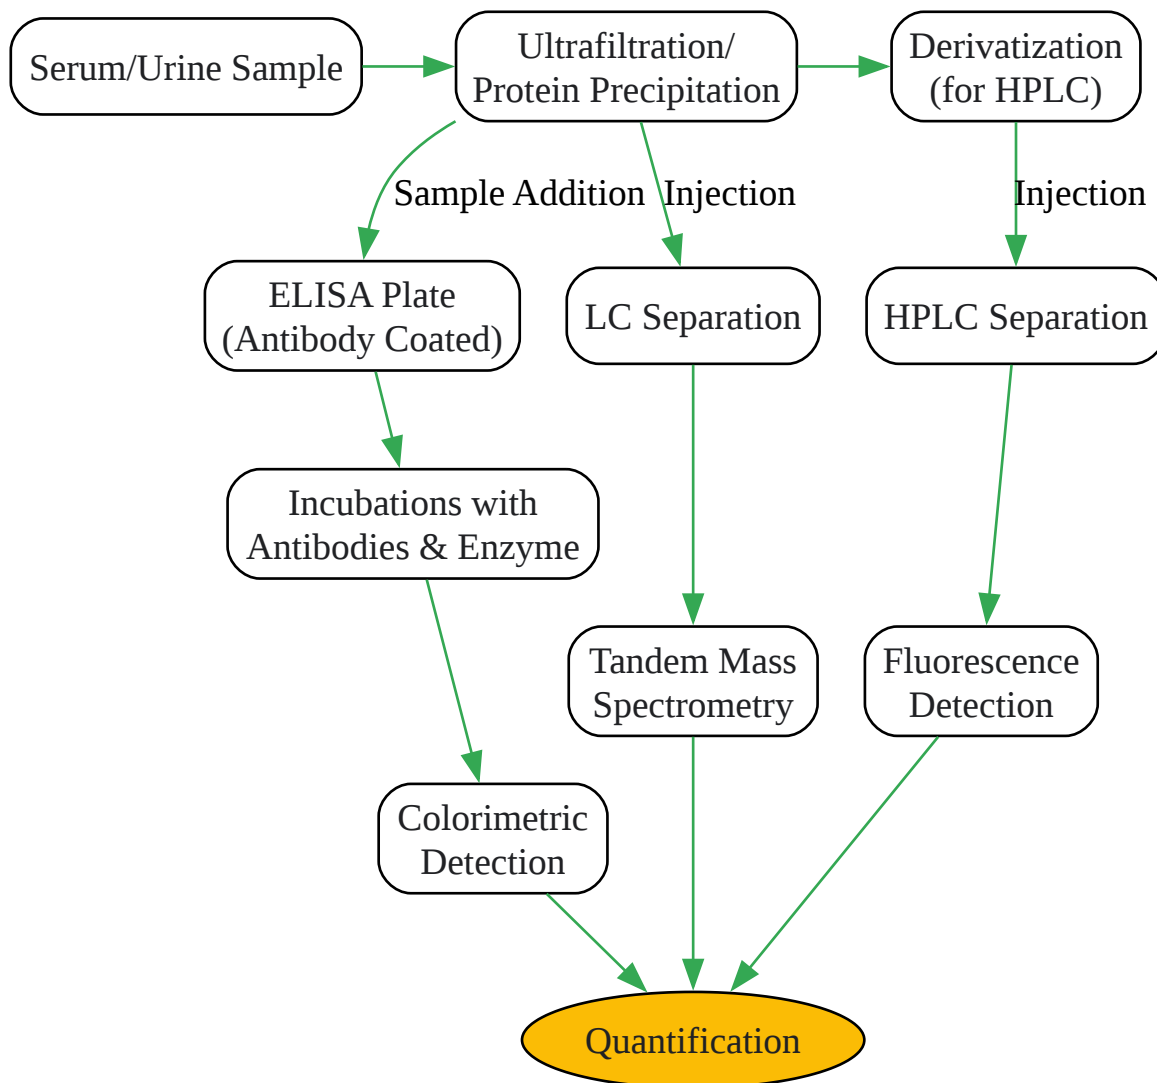 Serum/Urine Sample
Ultrafiltration/
Protein Precipitation
Derivatization
(for HPLC)
Sample Addition
Injection
Injection
ELISA Plate
(Antibody Coated)
LC Separation
HPLC Separation
Incubations with
Antibodies & Enzyme
Tandem Mass
Spectrometry
Fluorescence
Detection
Colorimetric
Detection
Quantification